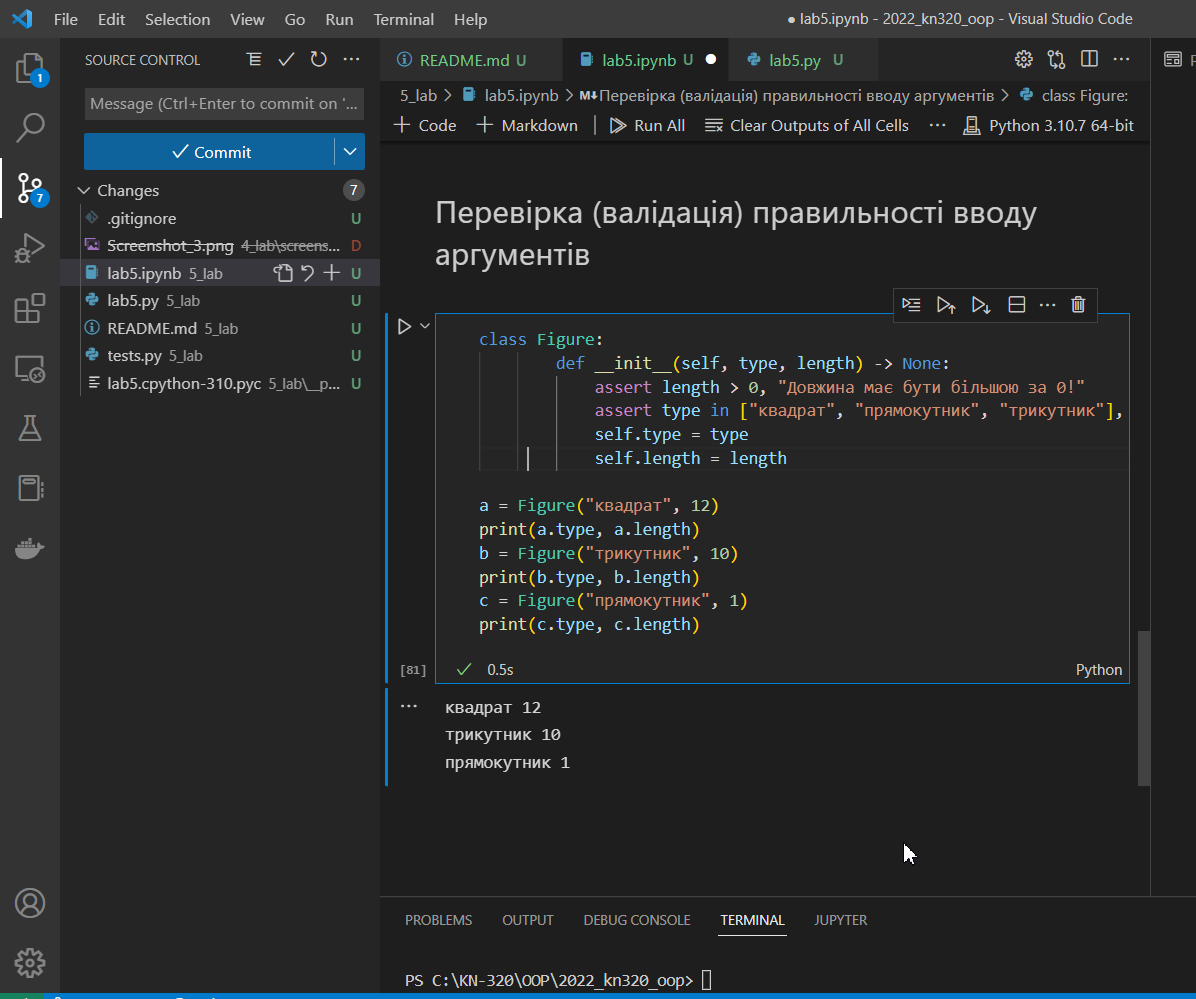 File Edit Selection View Go Run Terminal Help
● lab5.ipynb - 2022_kn320_oop - Visual Studio Code
SOURCE CONTROL
README.md U
lab5.ipynb U
lab5.py U
5_lab > lab5.ipynb > M↓Перевірка (валідація) правильності вводу аргументів > class Figure:
Message (Ctrl+Enter to commit on '...
+ Code + Markdown | Run All Clear Outputs of All Cells ... Python 3.10.7 64-bit
Commit
Changes 7
.gitignore U
Screenshot_3.png 4_lab\screens... D
lab5.ipynb 5_lab U
lab5.py 5_lab U
README.md 5_lab U
tests.py 5_lab U
lab5.cpython-310.pyc 5_lab\__p... U
1
7
Перевірка (валідація) правильності вводу
аргументів
class Figure:
def __init__(self, type, length) -> None:
assert length > 0, "Довжина має бути більшою за 0!"
assert type in ["квадрат", "прямокутник", "трикутник"],
self.type = type
self.length = length
a = Figure("квадрат", 12)
print(a.type, a.length)
b = Figure("трикутник", 10)
print(b.type, b.length)
c = Figure("прямокутник", 1)
print(c.type, c.length)
[81] 0.5s Python
квадрат 12
трикутник 10
прямокутник 1
PROBLEMS OUTPUT DEBUG CONSOLE TERMINAL JUPYTER
PS C:\KN-320\OOP\2022_kn320_oop>